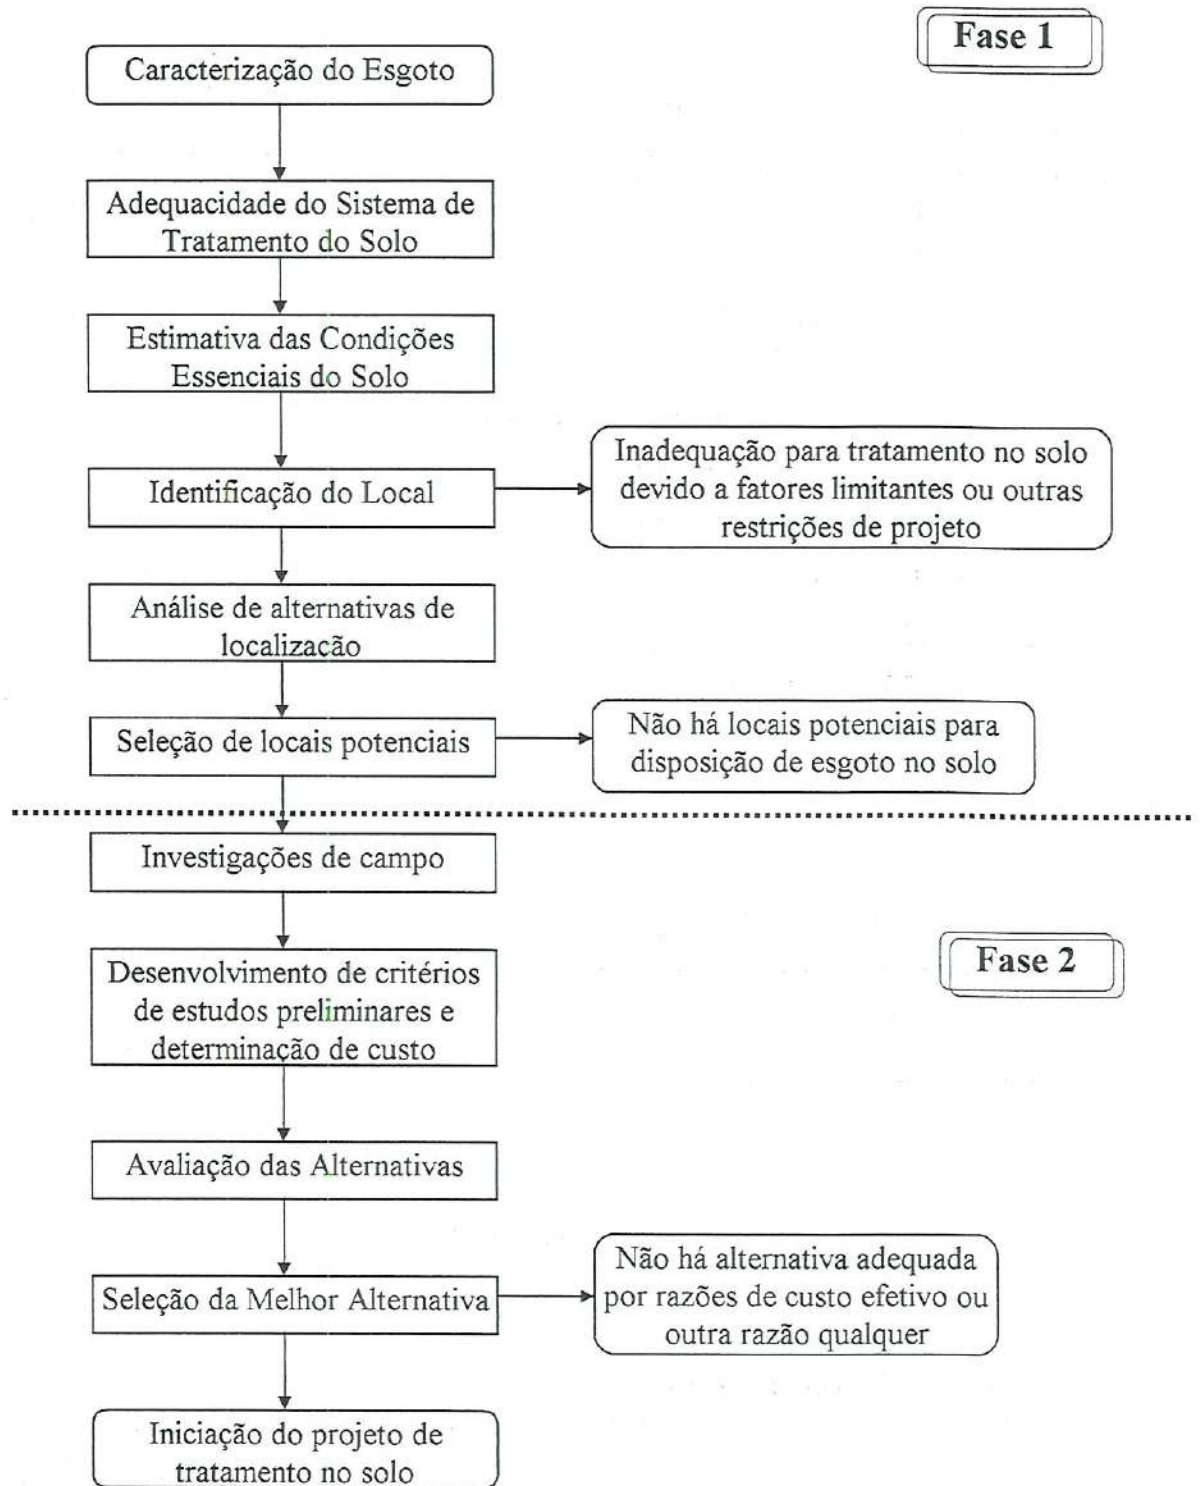 Fase 1
Caracterização do Esgoto
Adequacidade do Sistema de
Tratamento do Solo
Estimativa das Condições
Essenciais do Solo
Identificação do Local
Inadequação para tratamento no solo
devido a fatores limitantes ou outras
restrições de projeto
Análise de alternativas de
localização
Seleção de locais potenciais
Não há locais potenciais para
disposição de esgoto no solo
Investigações de campo
Fase 2
Desenvolvimento de critérios
de estudos preliminares e
determinação de custo
Avaliação das Alternativas
Seleção da Melhor Alternativa
Não há alternativa adequada
por razões de custo efetivo ou
outra razão qualquer
Iniciação do projeto de
tratamento no solo